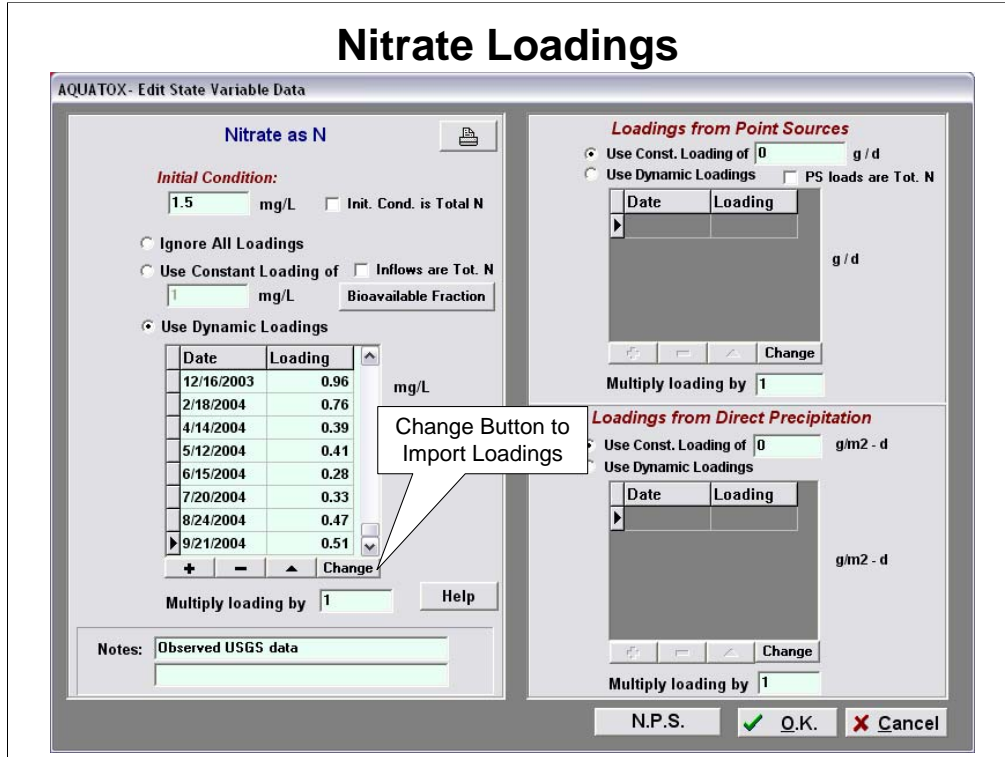 Nitrate Loadings
AQUATOX- Edit State Variable Data
Nitrate as N
Initial Condition:
1.5 mg/L Init. Cond. is Total N
Ignore All Loadings
Use Constant Loading of Inflows are Tot. N
1 mg/L Bioavailable Fraction
Use Dynamic Loadings
Date Loading
12/16/2003 0.96
mg/L
2/18/2004 0.76
4/14/2004 0.39
5/12/2004 0.41
6/15/2004 0.28
7/20/2004 0.33
8/24/2004 0.47
9/21/2004 0.51
+ − Change
Multiply loading by 1 Help
Notes: Observed USGS data
Change Button to
Import Loadings
Loadings from Point Sources
Use Const. Loading of 0 g / d
Use Dynamic Loadings PS loads are Tot. N
Date Loading
g / d
Change
Multiply loading by 1
Loadings from Direct Precipitation
Use Const. Loading of 0 g/m2 - d
Use Dynamic Loadings
Date Loading
g/m2 - d
Change
Multiply loading by 1
N.P.S. O.K. Cancel